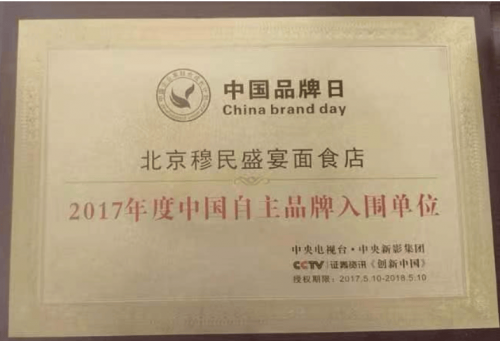 中国品牌日
China brand day
北京穆民盛宴面食店
2017年度中国自主品牌入围单位
中央电视台·中央新影集团
CCTV 证券资讯《创新中国》
授权期限：2017.5.10-2018.5.10